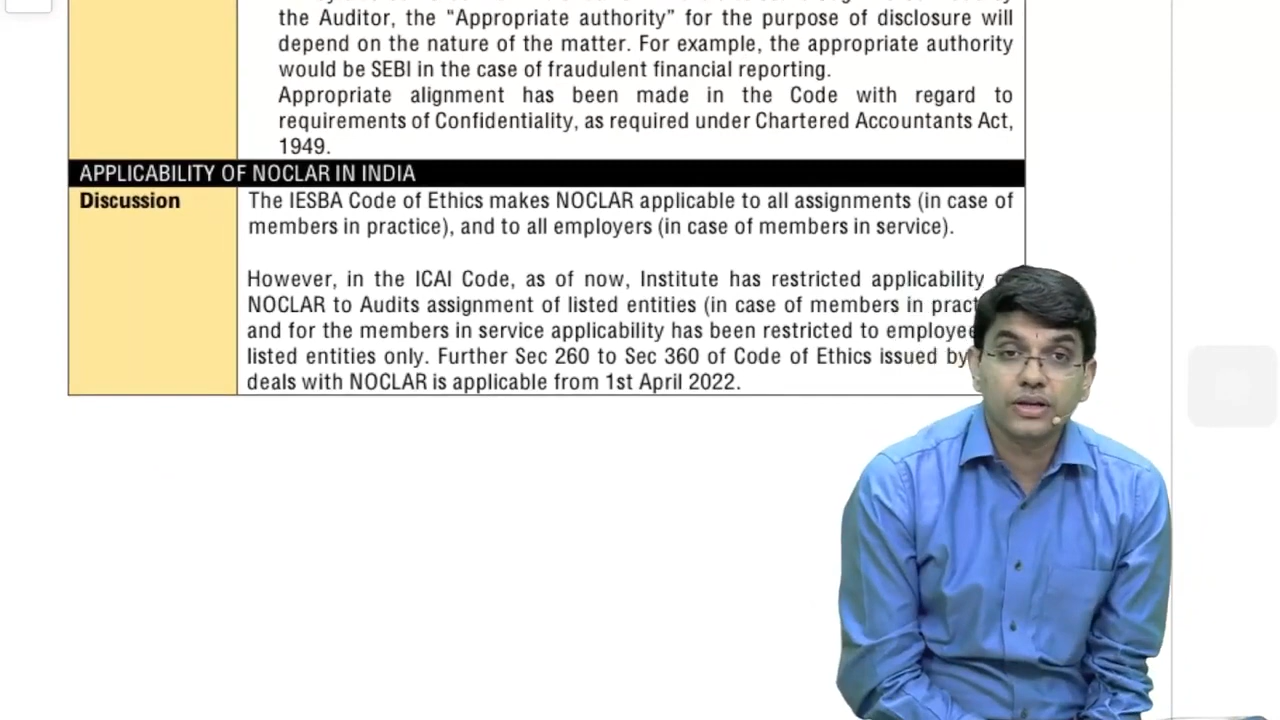 the Auditor, the “Appropriate authority” for the purpose of disclosure will
depend on the nature of the matter. For example, the appropriate authority
would be SEBI in the case of fraudulent financial reporting.
Appropriate alignment has been made in the Code with regard to
requirements of Confidentiality, as required under Chartered Accountants Act,
1949.
APPLICABILITY OF NOCLAR IN INDIA
Discussion
The IESBA Code of Ethics makes NOCLAR applicable to all assignments (in case of
members in practice), and to all employers (in case of members in service).
However, in the ICAI Code, as of now, Institute has restricted applicability
NOCLAR to Audits assignment of listed entities (in case of members in
and for the members in service applicability has been restricted to
listed entities only. Further Sec 260 to Sec 360 of Code of Ethics issued by
deals with NOCLAR is applicable from 1st April 2022.